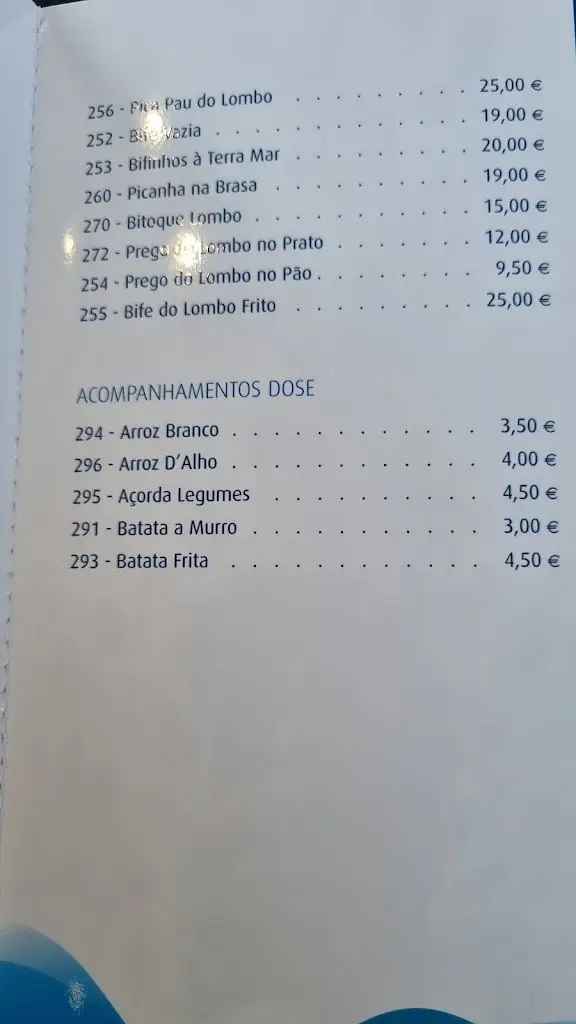 256 - Pica Pau do Lombo . . . . . . . . 25,00 €
252 - Vazia . . . . . . . . . . 19,00 €
253 - Bifinhos à Terra Mar . . . . . . . 20,00 €
260 - Picanha na Brasa . . . . . . . . 19,00 €
270 - Bitoque Lombo . . . . . . . . 15,00 €
272 - Prego do Lombo no Prato . . . . . 12,00 €
254 - Prego do Lombo no Pão . . . . . . 9,50 €
255 - Bife do Lombo Frito . . . . . . . 25,00 €
ACOMPANHAMENTOS DOSE
294 - Arroz Branco . . . . . . . . . 3,50 €
296 - Arroz D'Alho . . . . . . . . . 4,00 €
295 - Açorda Legumes . . . . . . . . 4,50 €
291 - Batata a Murro . . . . . . . . . 3,00 €
293 - Batata Frita . . . . . . . . . 4,50 €